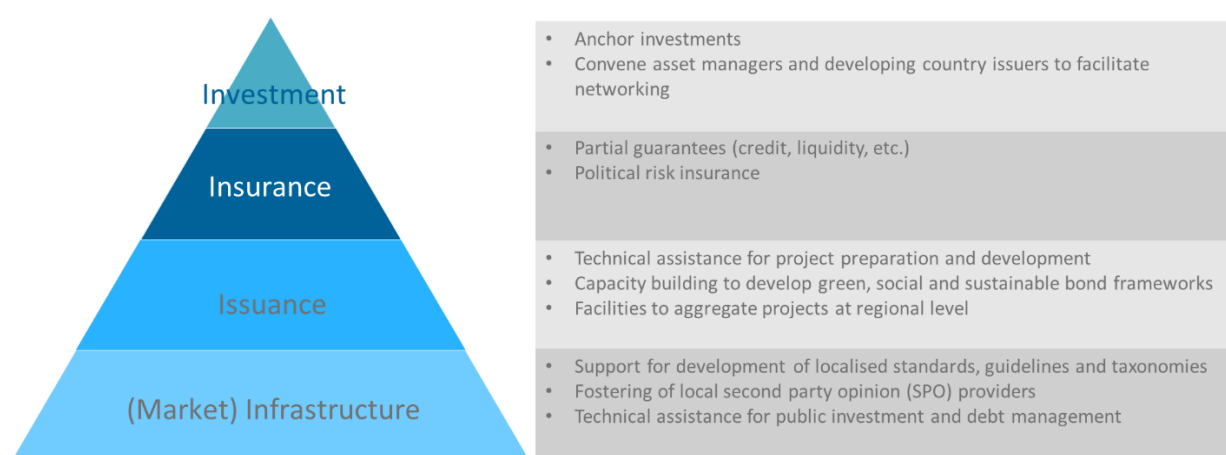 Investment
• Anchor investments
• Convene asset managers and developing country issuers to facilitate
networking
Insurance
• Partial guarantees (credit, liquidity, etc.)
• Political risk insurance
Issuance
• Technical assistance for project preparation and development
• Capacity building to develop green, social and sustainable bond frameworks
• Facilities to aggregate projects at regional level
(Market) Infrastructure
• Support for development of localised standards, guidelines and taxonomies
• Fostering of local second party opinion (SPO) providers
• Technical assistance for public investment and debt management